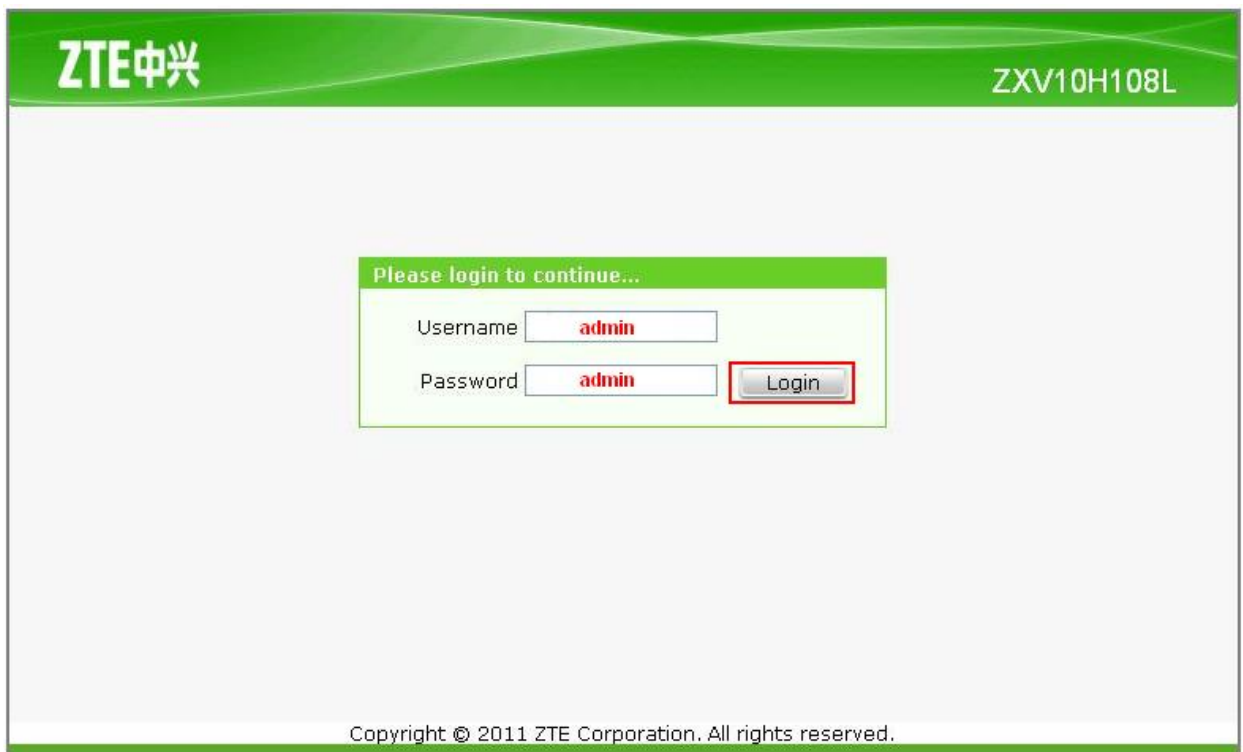 ZTE中兴
ZXV10H108L
Please login to continue...
Username admin
Password admin Login
Copyright © 2011 ZTE Corporation. All rights reserved.